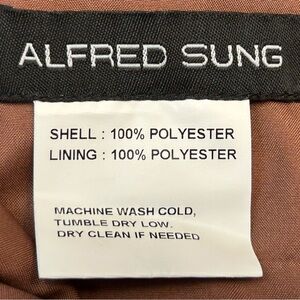 ALFRED SUNG
SHELL : 100% POLYESTER
LINING : 100% POLYESTER
MACHINE WASH COLD,
TUMBLE DRY LOW.
DRY CLEAN IF NEEDED